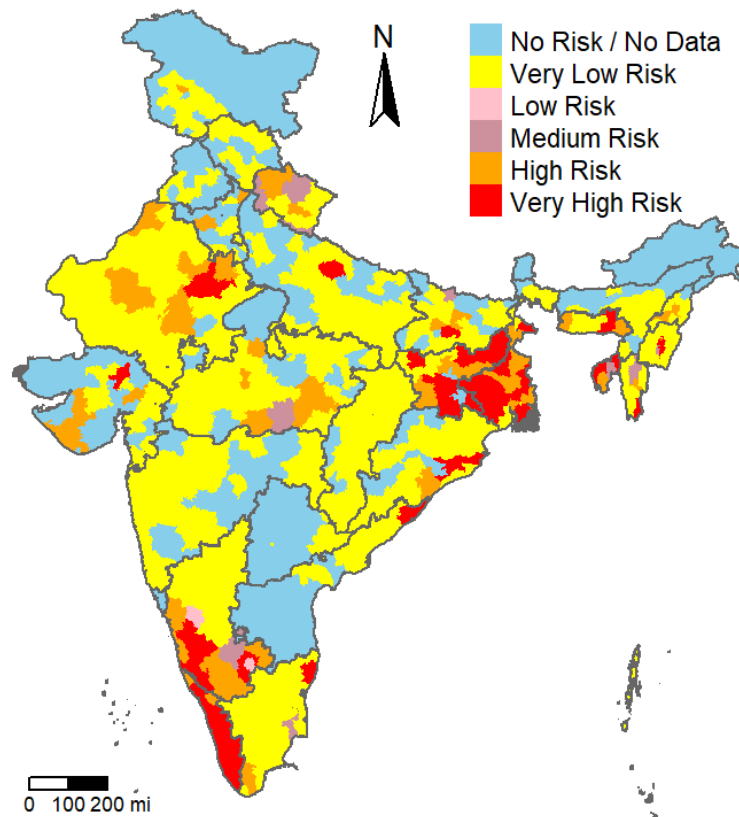 N
No Risk / No Data
Very Low Risk
Low Risk
Medium Risk
High Risk
Very High Risk
0 100 200 mi